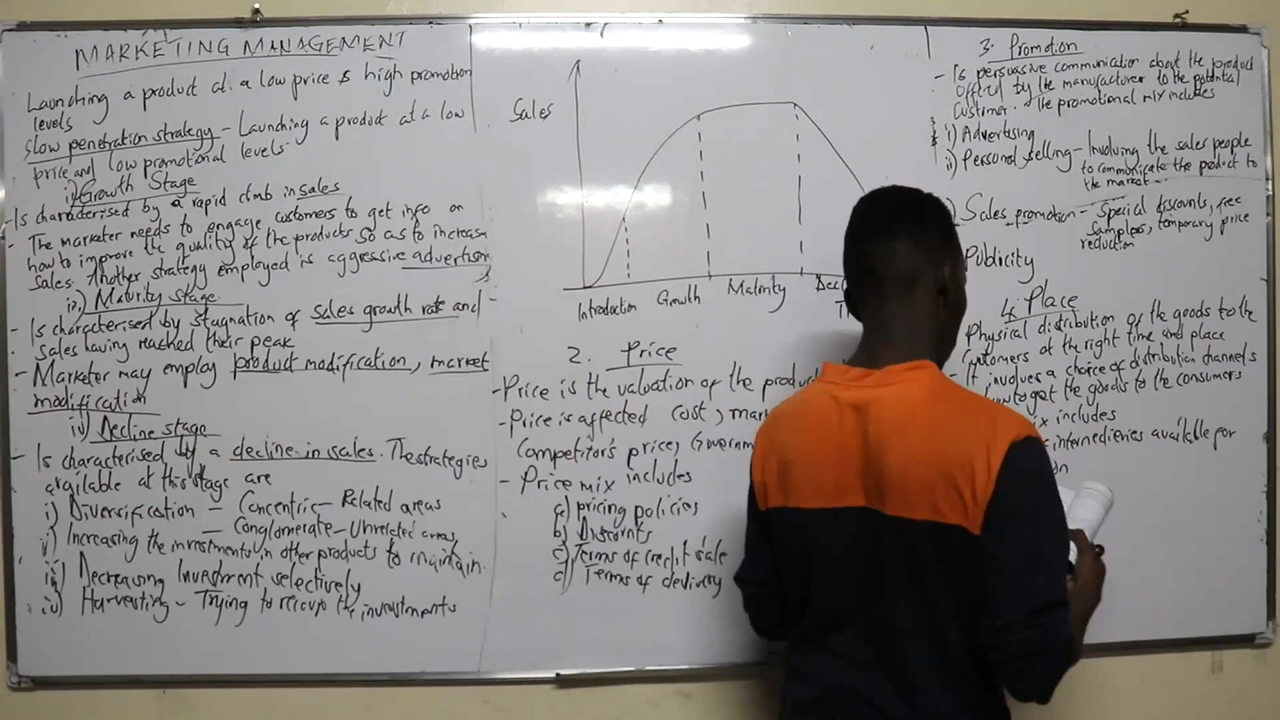 MARKETING MANAGEMENT
Launching a product at a low price & high promotion
levels
Slow penetration strategy - Launching a product at a low
price and low promotional levels.
Growth Stage
- Is characterised by a rapid climb in sales
- The marketer needs to engage customers to get info on
how to improve the quality of the products so as to increase
sales. Another strategy employed is aggressive advertising
iii) Maturity stage
- Is characterised by stagnation of sales growth rate and
sales having reached their peak
- Marketer may employ product modification, market
modification
iv) Decline stage
- Is characterised by a decline in sales. The strategies
available at this stage are
i) Diversification - Concentric - Related areas
- Conglomerate - Unrelated areas
Increasing the investments in other products to maintain.
iii) Decreasing Investment selectively
iv) Harvesting - Trying to recoup the investments
Sales
Introduction Growth Maturity
2. Price
- Price is the valuation of the product
- Price is affected cost,
Competitor's price,
- Price mix includes
a) pricing policies
b) Discounts
c) Terms of credit sale
d) Terms of delivery
3. Promotion
- Is persuasive communication about the product
offered by the manufacturer to the potential
customer. The promotional mix includes
i) Advertising
ii) Personal selling - Involving the sales people
to communicate the product to
the market
Sales promotion - Special discounts, free
samples, temporary price
reduction
Publicity
4. Place
Physical distribution of the goods to the
Customers at the right time and place
- It involves a choice of distribution channels
to get the goods to the consumers
mix includes
available for